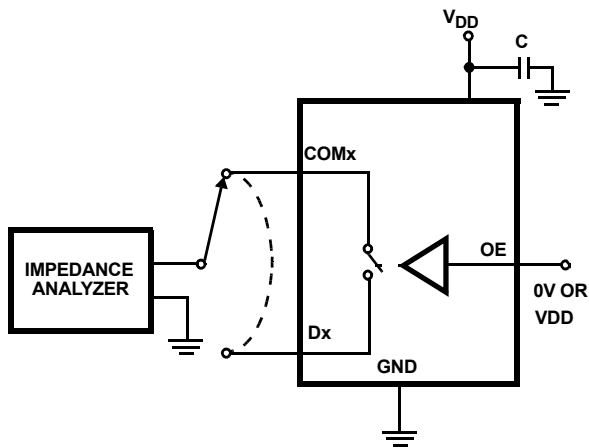 VDD
C
COMx
IMPEDANCE
ANALYZER
OE
0V OR
VDD
Dx
GND